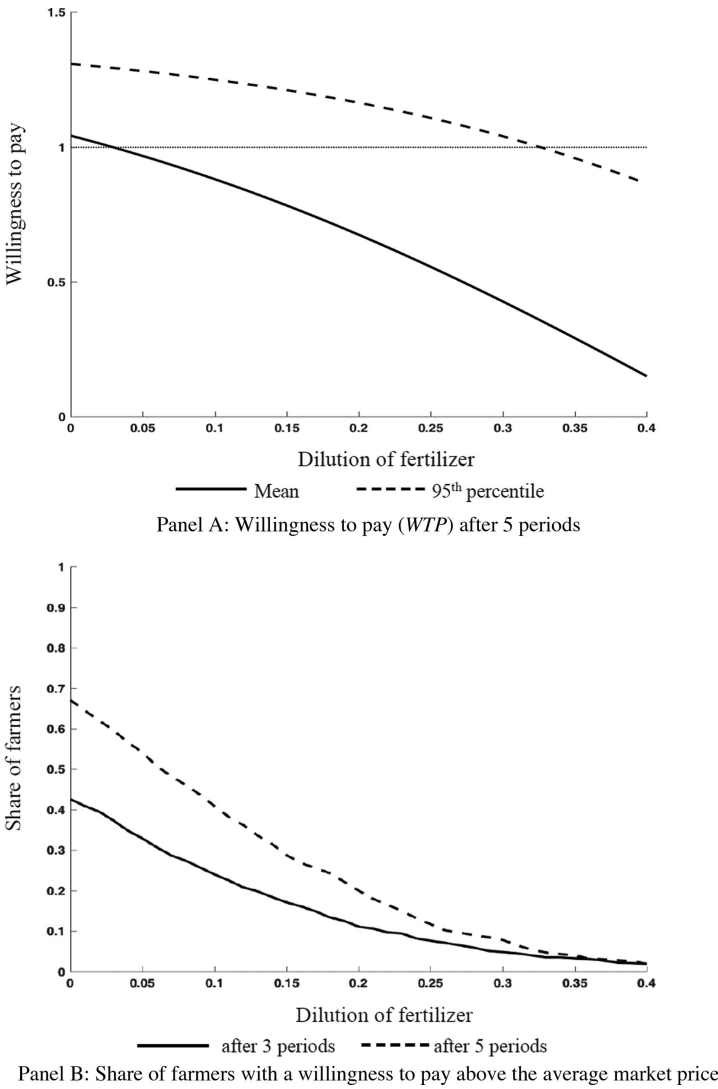 1.5
1
0.5
0
Willingness to pay
0 0.05 0.1 0.15 0.2 0.25 0.3 0.35 0.4
Dilution of fertilizer
Mean 95th percentile
Panel A: Willingness to pay (WTP) after 5 periods
1
0.9
0.8
0.7
0.6
0.5
0.4
0.3
0.2
0.1
0
Share of farmers
0 0.05 0.1 0.15 0.2 0.25 0.3 0.35 0.4
Dilution of fertilizer
after 3 periods after 5 periods
Panel B: Share of farmers with a willingness to pay above the average market price